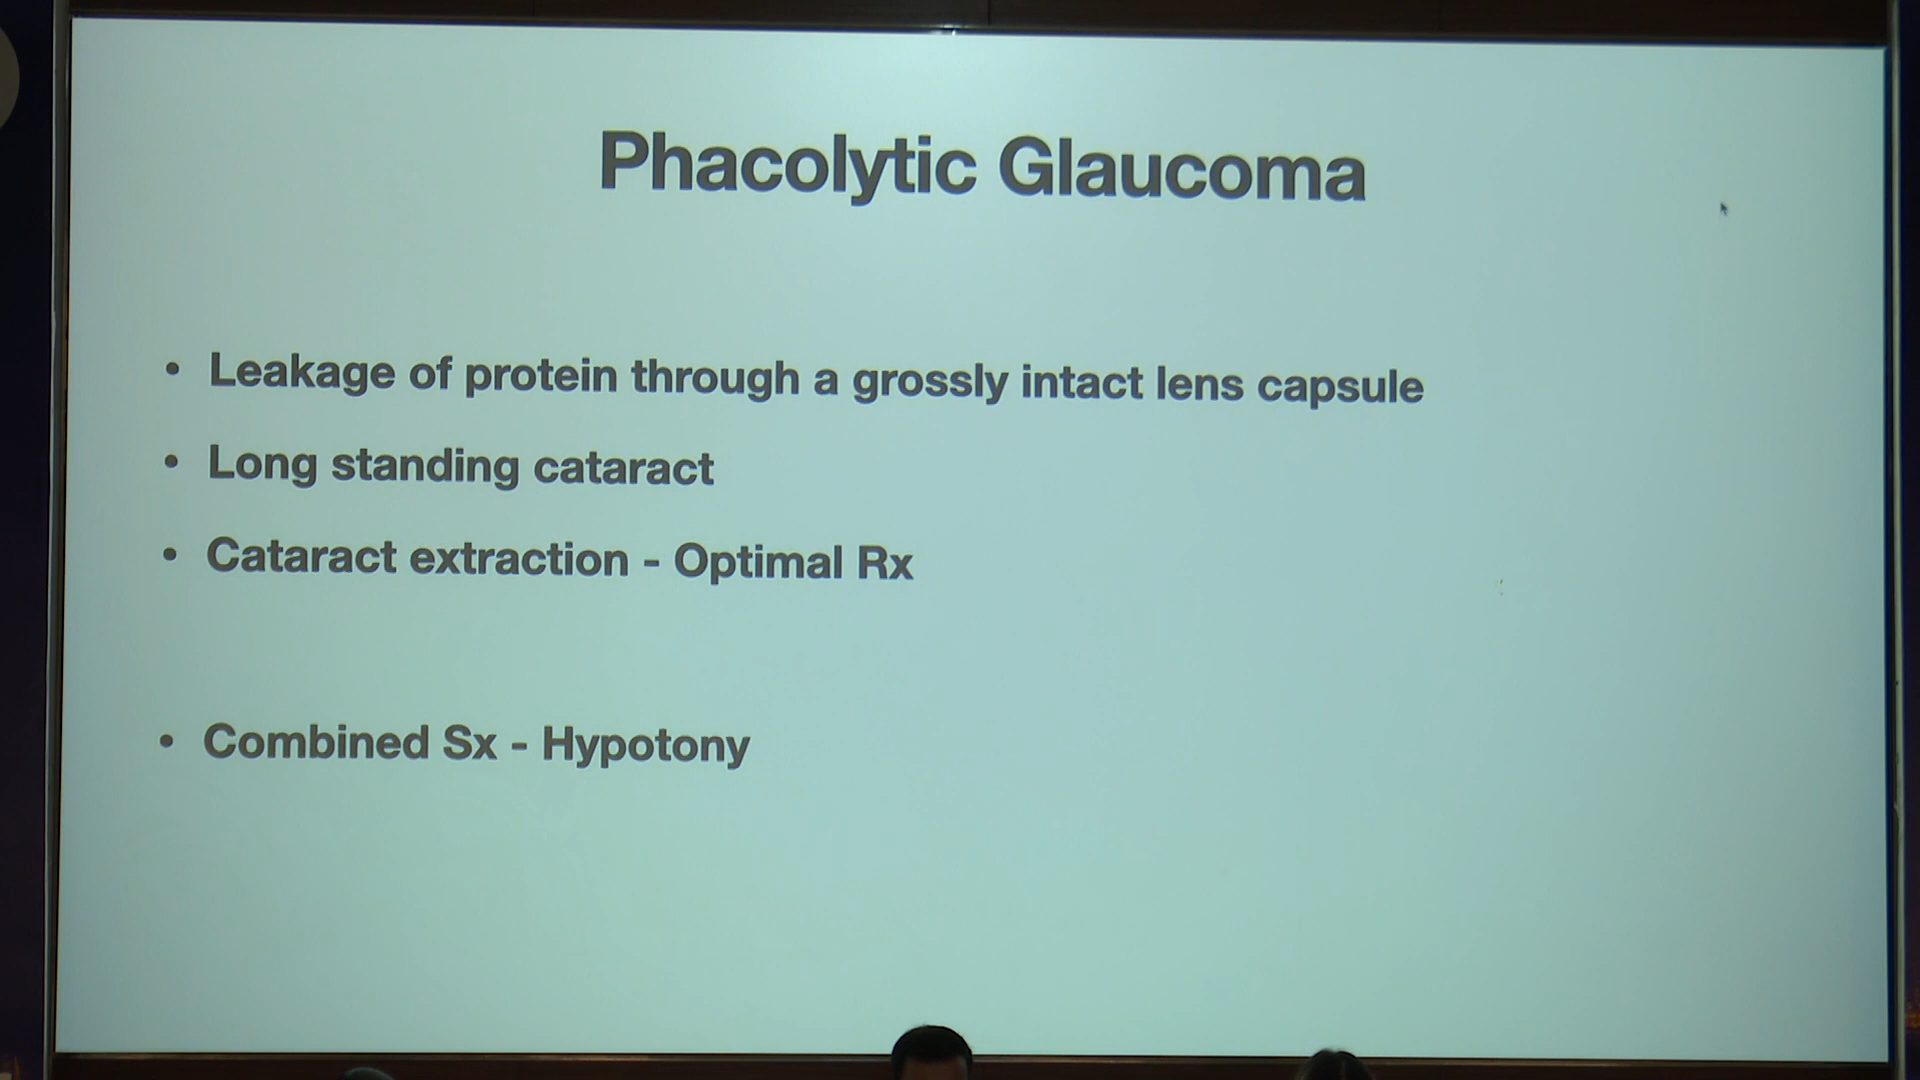 Phacolytic Glaucoma
• Leakage of protein through a grossly intact lens capsule
• Long standing cataract
• Cataract extraction - Optimal Rx
• Combined Sx - Hypotony